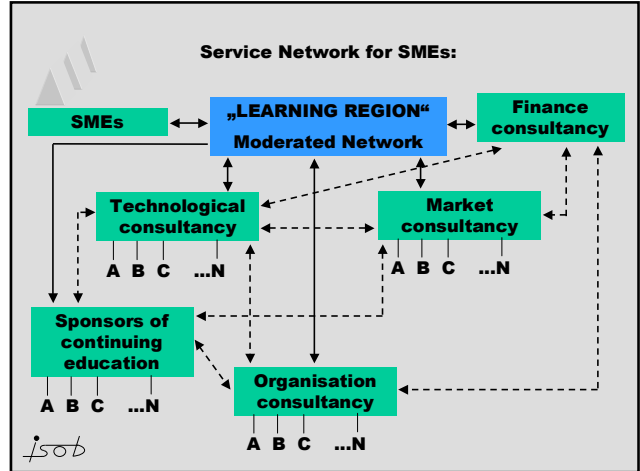 Service Network for SMEs:
„LEARNING REGION“
Moderated Network
SMEs
Finance
consultancy
Technological
consultancy
A B C ...N
Market
consultancy
A B C ...N
Sponsors of
continuing
education
A B C ...N
Organisation
consultancy
A B C ...N
isob